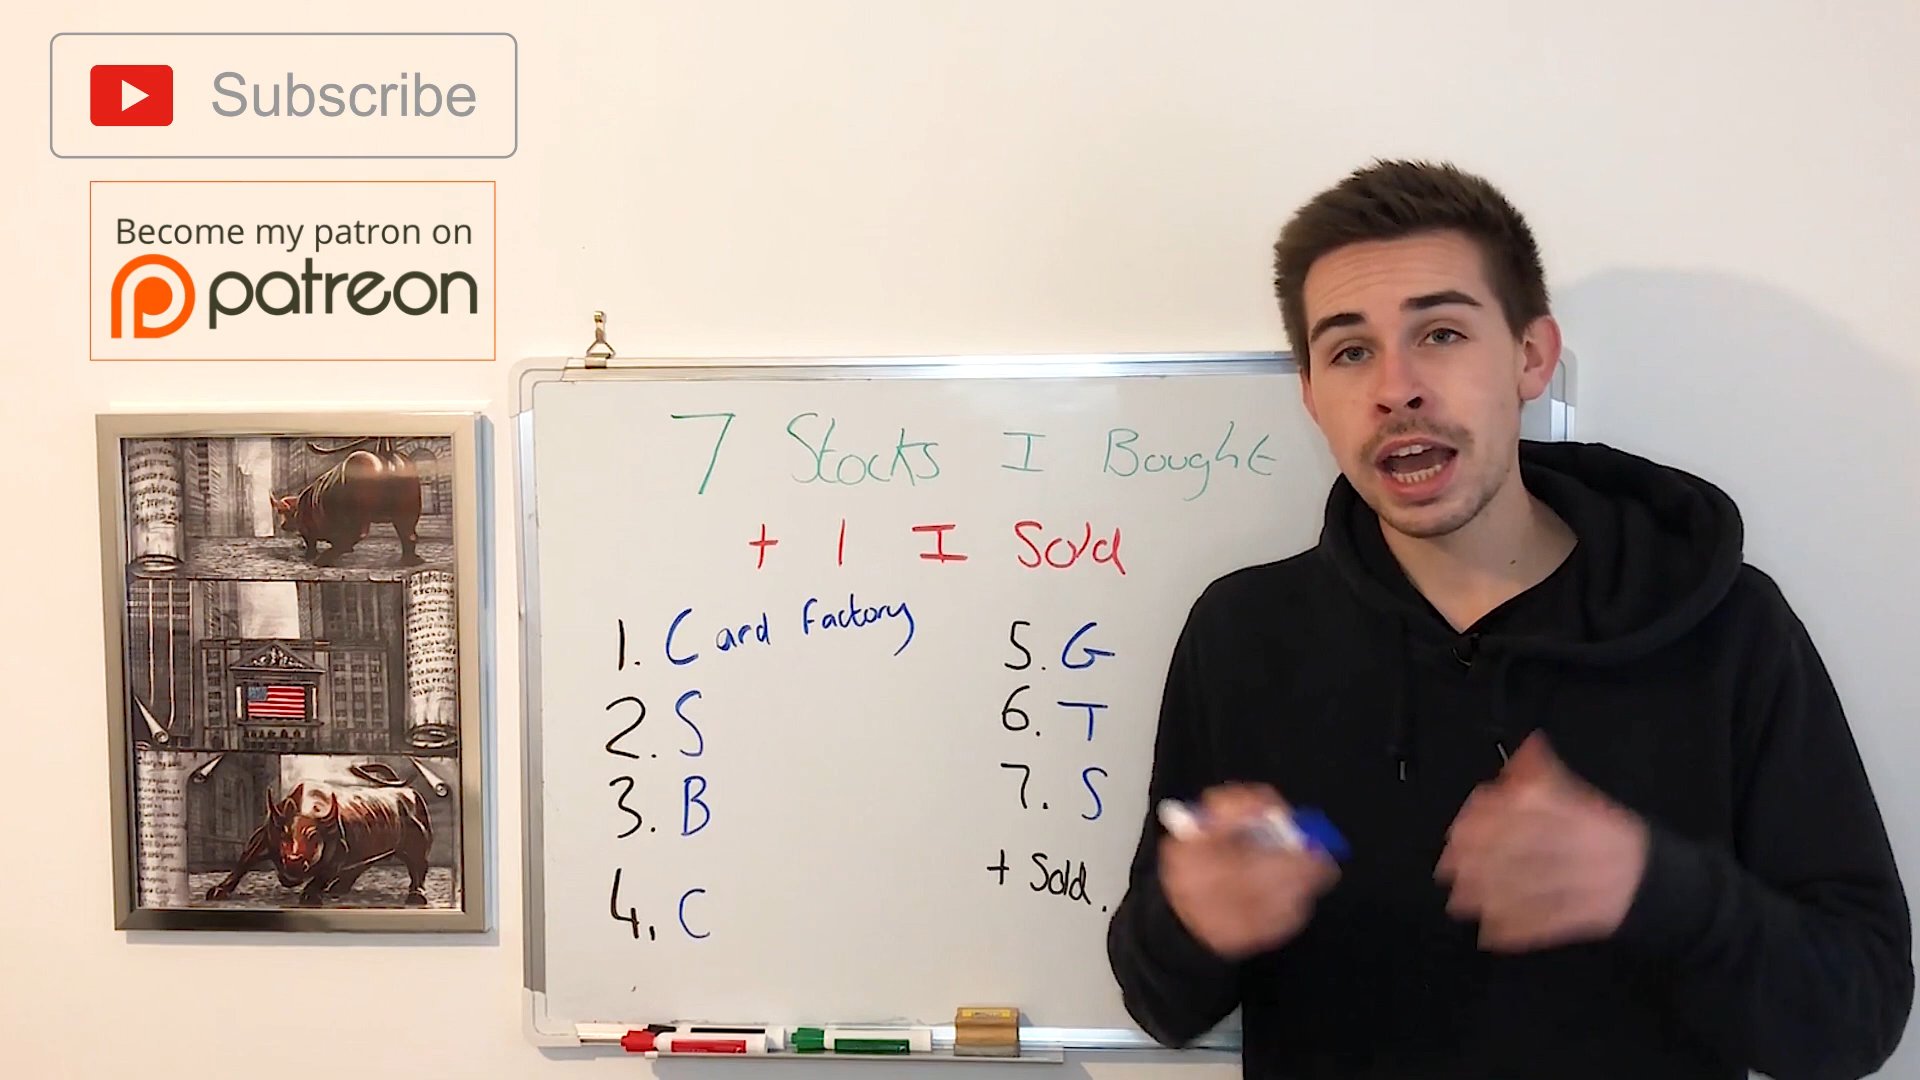 Subscribe
Become my patron on
patreon
7 Stocks I Bought
+ 1 I Sold
1. Card Factory
2. S
3. B
4. C
5. G
6. T
7. S
+ Sold.